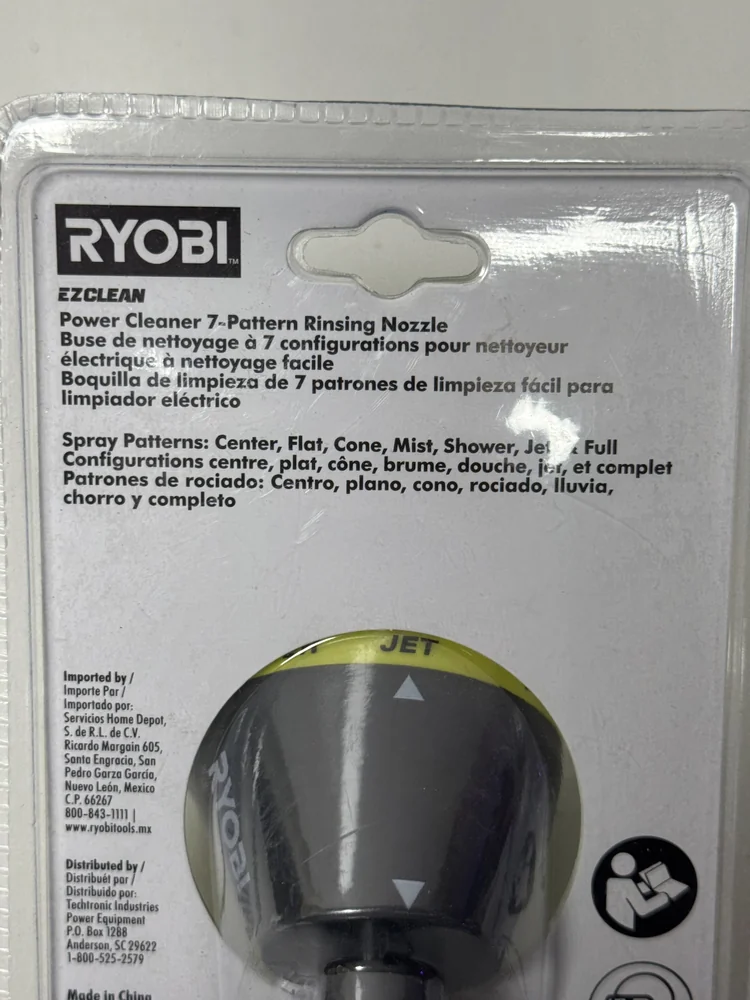 RYOBI™
EZCLEAN
Power Cleaner 7-Pattern Rinsing Nozzle
Buse de nettoyage à 7 configurations pour nettoyeur
électrique à nettoyage facile
Boquilla de limpieza de 7 patrones de limpieza fácil para
limpiador eléctrico
Spray Patterns: Center, Flat, Cone, Mist, Shower, Jet & Full
Configurations centre, plat, cône, brume, douche, jet, et complet
Patrones de rociado: Centro, plano, cono, rociado, lluvia,
chorro y completo
JET
RYOBI
Imported by /
Importe Par /
Importado por:
Servicios Home Depot,
S. de R.L. de C.V.
Ricardo Margain 605,
Santa Engracia, San
Pedro Garza García,
Nuevo León, Mexico
C.P. 66267
800-843-1111 |
www.ryobitools.mx
Distributed by /
Distribuét par /
Distribuido por:
Techtronic Industries
Power Equipment
P.O. Box 1288
Anderson, SC 29622
1-800-525-2579
Made in China